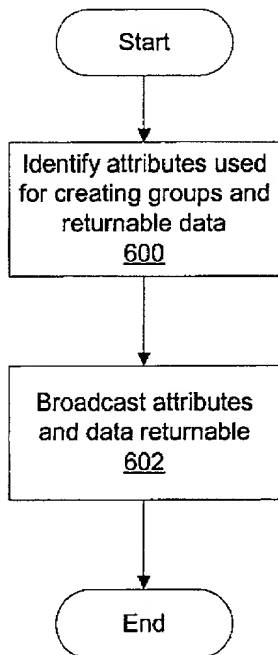 Start
Identify attributes used
for creating groups and
returnable data
600
Broadcast attributes
and data returnable
602
End